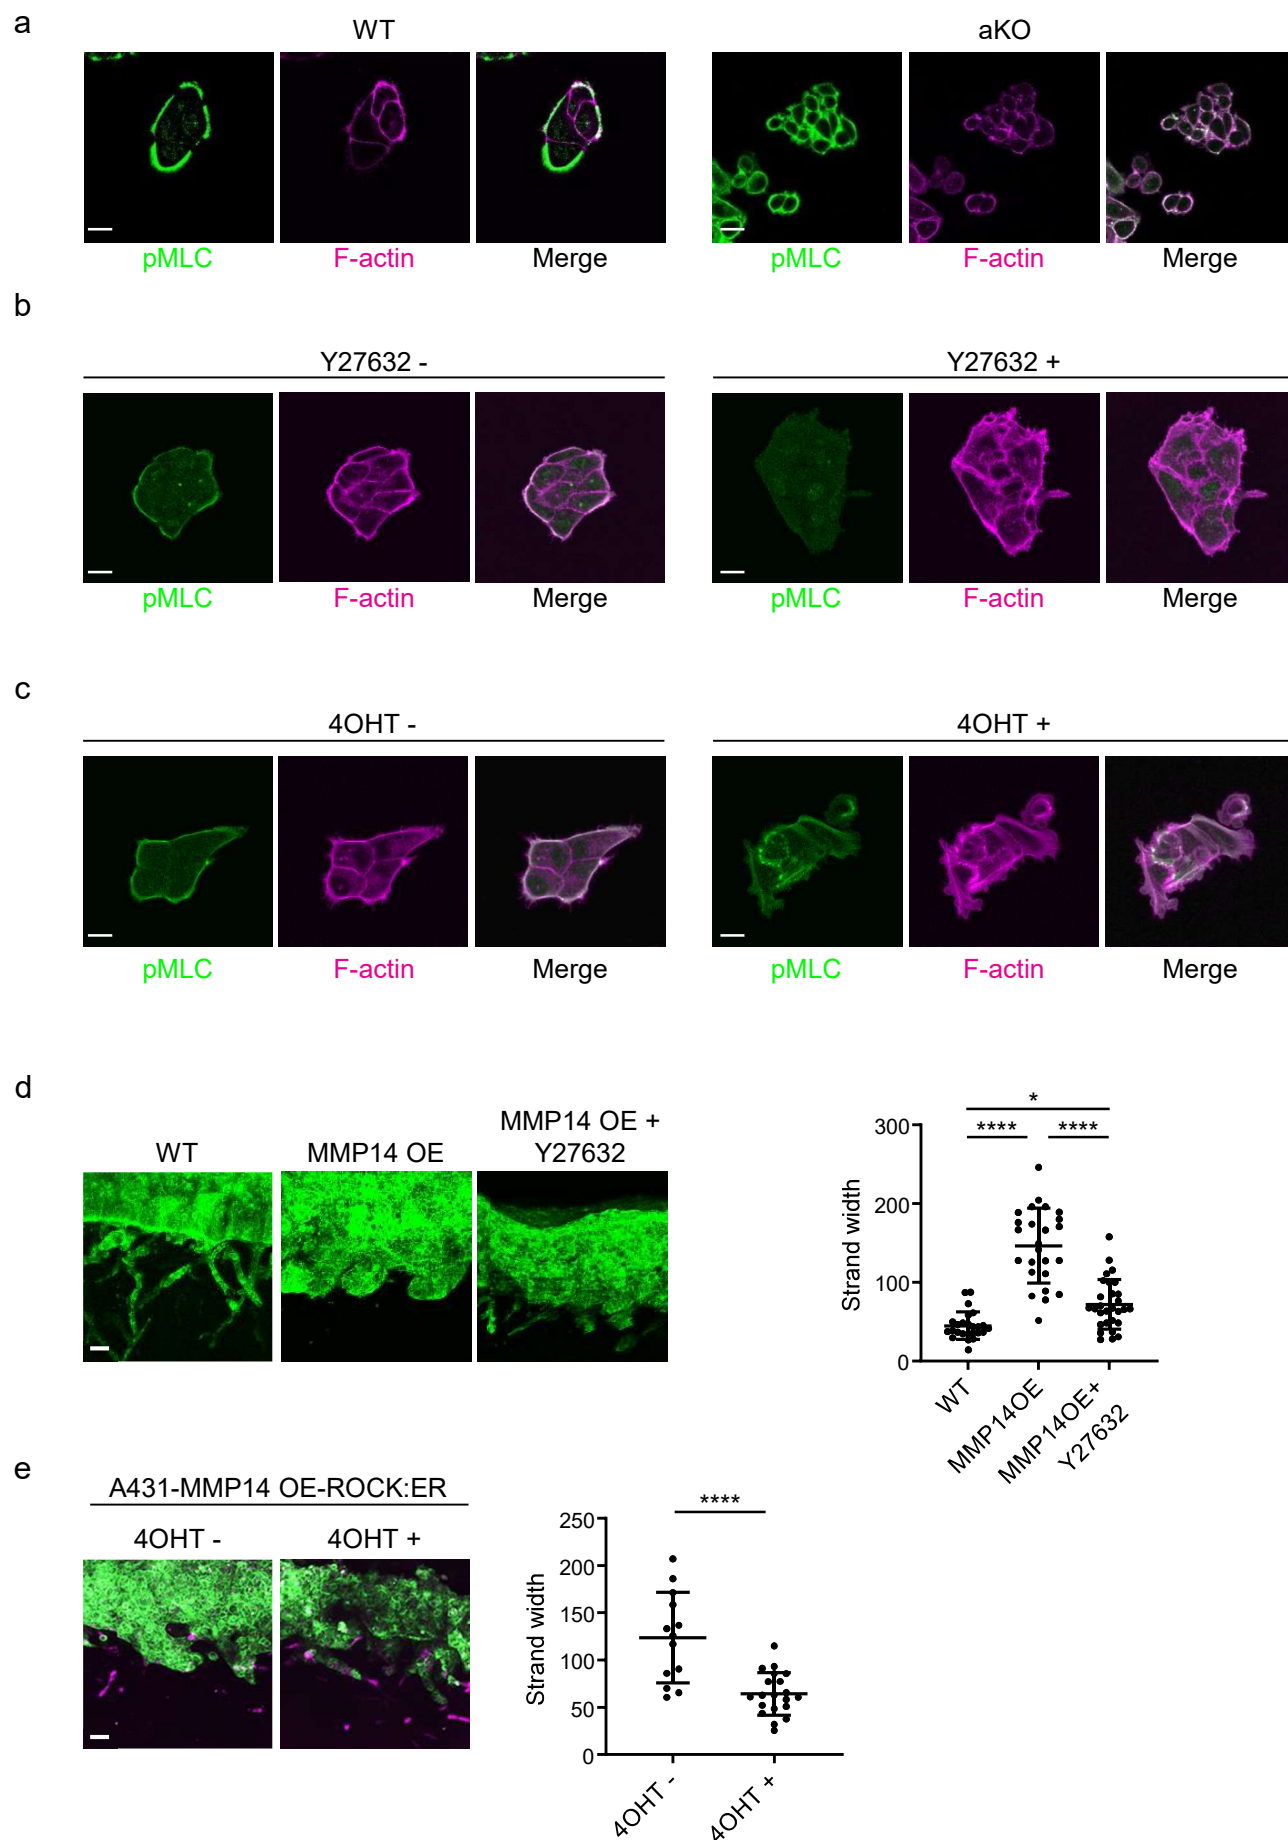 a
WT
aKO
pMLC
F-actin
Merge
pMLC
F-actin
Merge
b
Y27632 -
Y27632 +
pMLC
F-actin
Merge
pMLC
F-actin
Merge
c
4OHT -
4OHT +
pMLC
F-actin
Merge
pMLC
F-actin
Merge
d
WT
MMP14 OE
MMP14 OE +
Y27632
*
**** ****
300
200
100
0
Strand width
WT
MMP14OE
MMP14OE+
Y27632
e
A431-MMP14 OE-ROCK:ER
4OHT -
4OHT +
****
250
200
150
100
50
0
Strand width
4OHT -
4OHT +